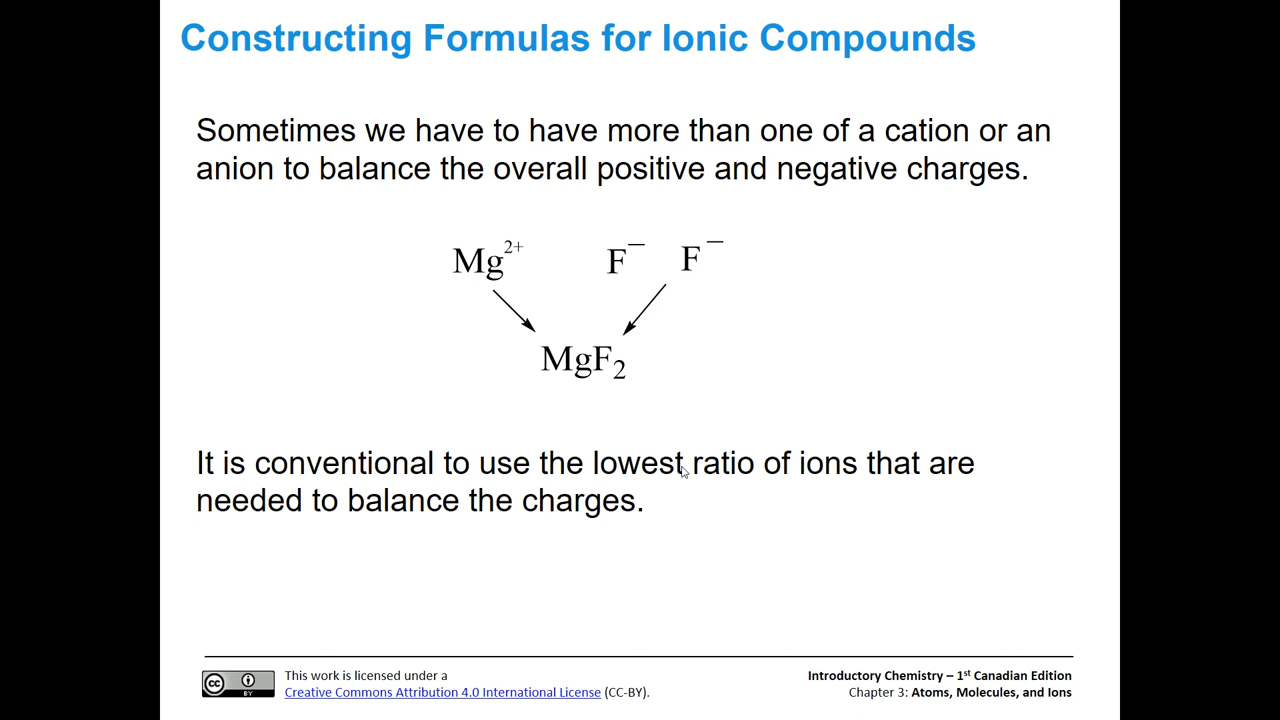 Constructing Formulas for Ionic Compounds
Sometimes we have to have more than one of a cation or an
anion to balance the overall positive and negative charges.
Mg²⁺ F⁻ F⁻
MgF₂
It is conventional to use the lowest ratio of ions that are
needed to balance the charges.
cc BY
This work is licensed under a
Creative Commons Attribution 4.0 International License (CC-BY).
Introductory Chemistry – 1st Canadian Edition
Chapter 3: Atoms, Molecules, and Ions